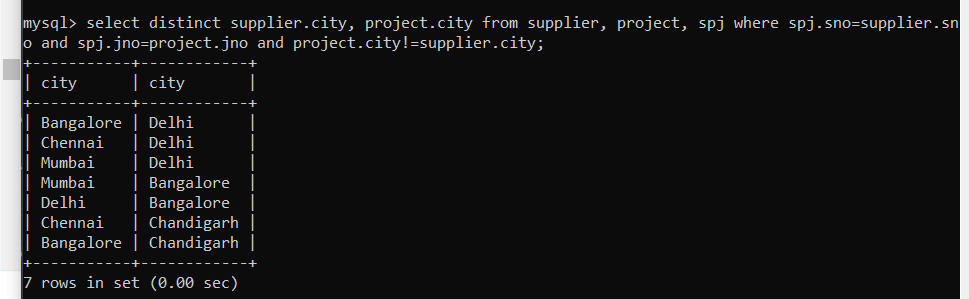 mysql> select distinct supplier.city, project.city from supplier, project, spj where spj.sno=supplier.sn
o and spj.jno=project.jno and project.city!=supplier.city;
+-----------+------------+
| city      | city       |
+-----------+------------+
| Bangalore | Delhi      |
| Chennai   | Delhi      |
| Mumbai    | Delhi      |
| Mumbai    | Bangalore  |
| Delhi     | Bangalore  |
| Chennai   | Chandigarh |
| Bangalore | Chandigarh |
+-----------+------------+
7 rows in set (0.00 sec)